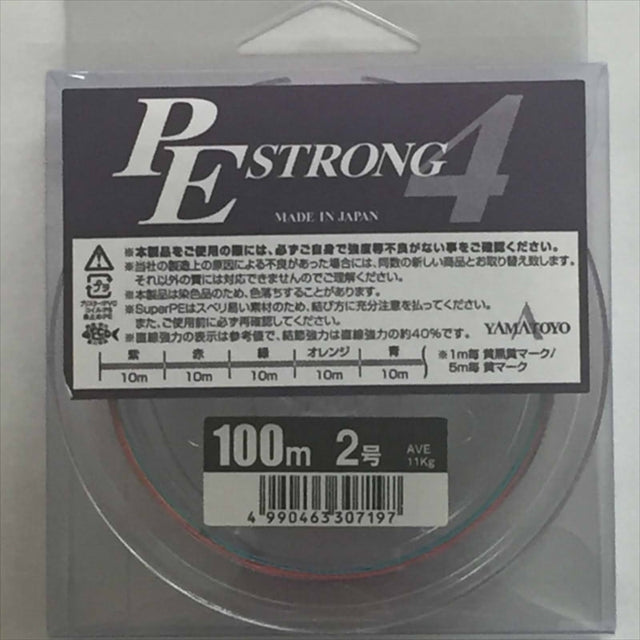 PE STRONG 4
MADE IN JAPAN
※本製品をご使用の際には、必ずご自身で強度等不良がない事をご確認ください。
※当社の製造上の原因による不良があった場合には、同数の新しい商品とお取り替え致します。
それ以外の責には対応できませんのでご理解ください。
※本製品は染色品のため、色落ちすることがあります。
※SuperPEはスベリ易い素材のため、結び方に充分注意を払ってください。
また、ご使用前に必ず再確認してください。
※直線強力の表示は参考値で、結節強力は直線強力の約40%です。
YAMATOYO
紫 赤 緑 オレンジ 青
10m 10m 10m 10m 10m
※1m毎 黄黒黄マーク/
5m毎 黄マーク
プラ
100m 2号 AVE
11Kg
4 990463 307197